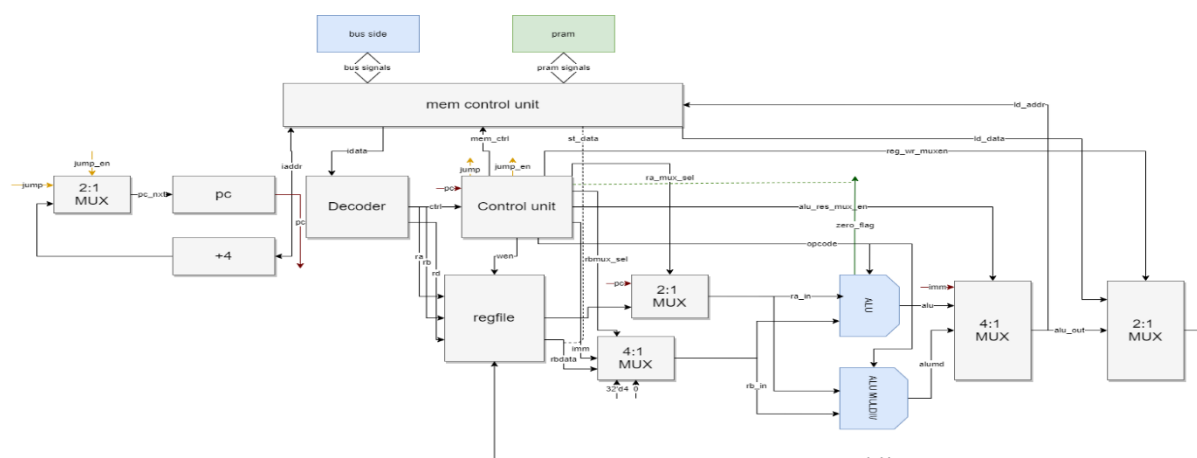 bus side
pram
bus signals
pram signals
mem control unit
ld_addr
mem_ctrl
st_data
ld_data
idata
reg_wr_muxen
jump_en
iaddr
jump
jump_en
ra_mux_sel
jump
2:1
MUX
pc_nxt
pc
Decoder
pc
Control unit
ctrl
alu_res_mux_en
pc
zero_flag
+4
opcode
ra
rb
rd
wen
rbmux_sel
pc
2:1
MUX
imm
ra_in
ALU
alu
regfile
4:1
MUX
2:1
MUX
alu_out
imm
rbdata
4:1
MUX
alumd
rb_in
ALU MULDIV
32'd4
0